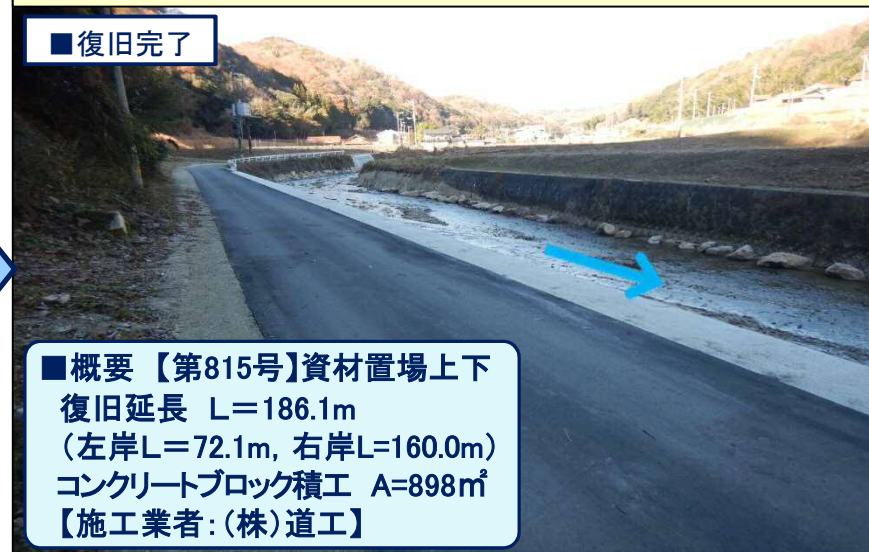 ■復旧完了
■概要 【第815号】資材置場上下
復旧延長 L=186.1m
(左岸L=72.1m, 右岸L=160.0m)
コンクリートブロック積工 A=898㎡
【施工業者:(株)道工】